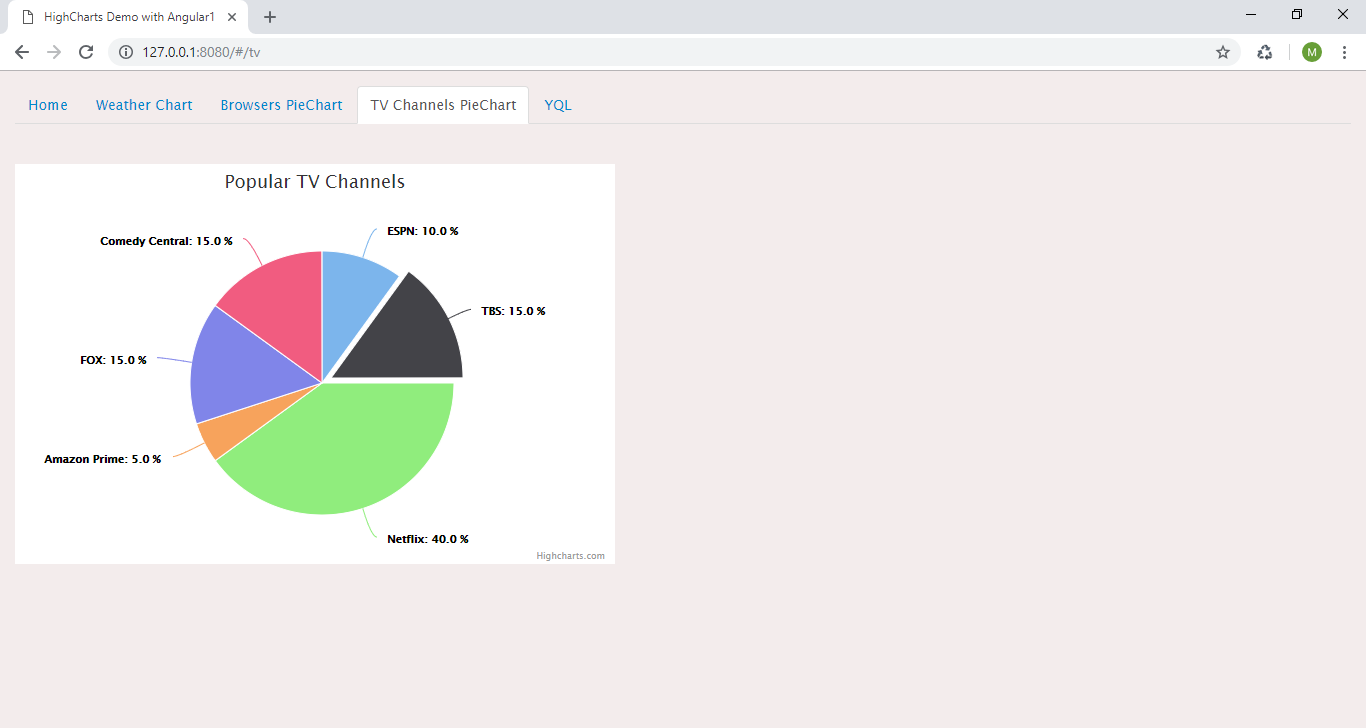 HighCharts Demo with Angular1
127.0.0.1:8080/#/tv
M
Home Weather Chart Browsers PieChart TV Channels PieChart YQL
Popular TV Channels
ESPN: 10.0 %
Comedy Central: 15.0 %
TBS: 15.0 %
FOX: 15.0 %
Amazon Prime: 5.0 %
Netflix: 40.0 %
Highcharts.com